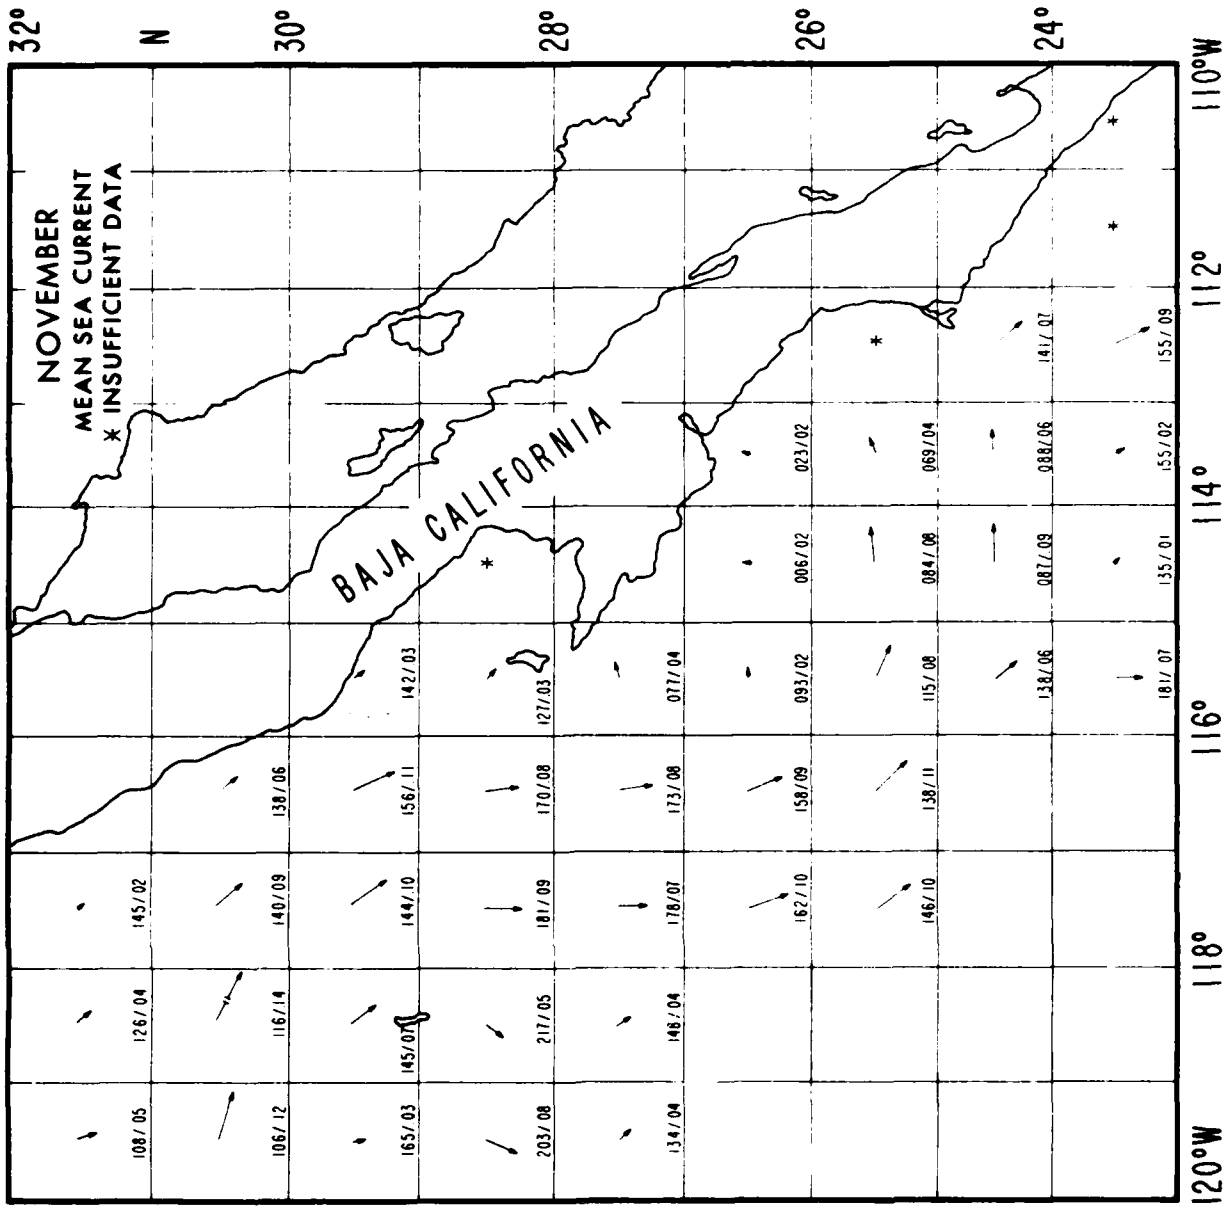 32°
NOVEMBER
MEAN SEA CURRENT
* INSUFFICIENT DATA
108/05 126/04 145/02
N
106/12 116/14 140/09 138/06
30°
165/03 145/07 144/10 156/11 142/03
BAJA CALIFORNIA
*
203/08 217/05 181/09 170/08 127/03
28°
134/04 146/04 178/07 173/08 077/04
162/10 158/09 093/02 006/02 023/02
26°
*
146/10 138/11 115/08 084/08 069/04
138/06 087/09 088/06 141/07
24°
* *
181/07 135/01 155/02 155/09
120°W 118° 116° 114° 112° 110°W